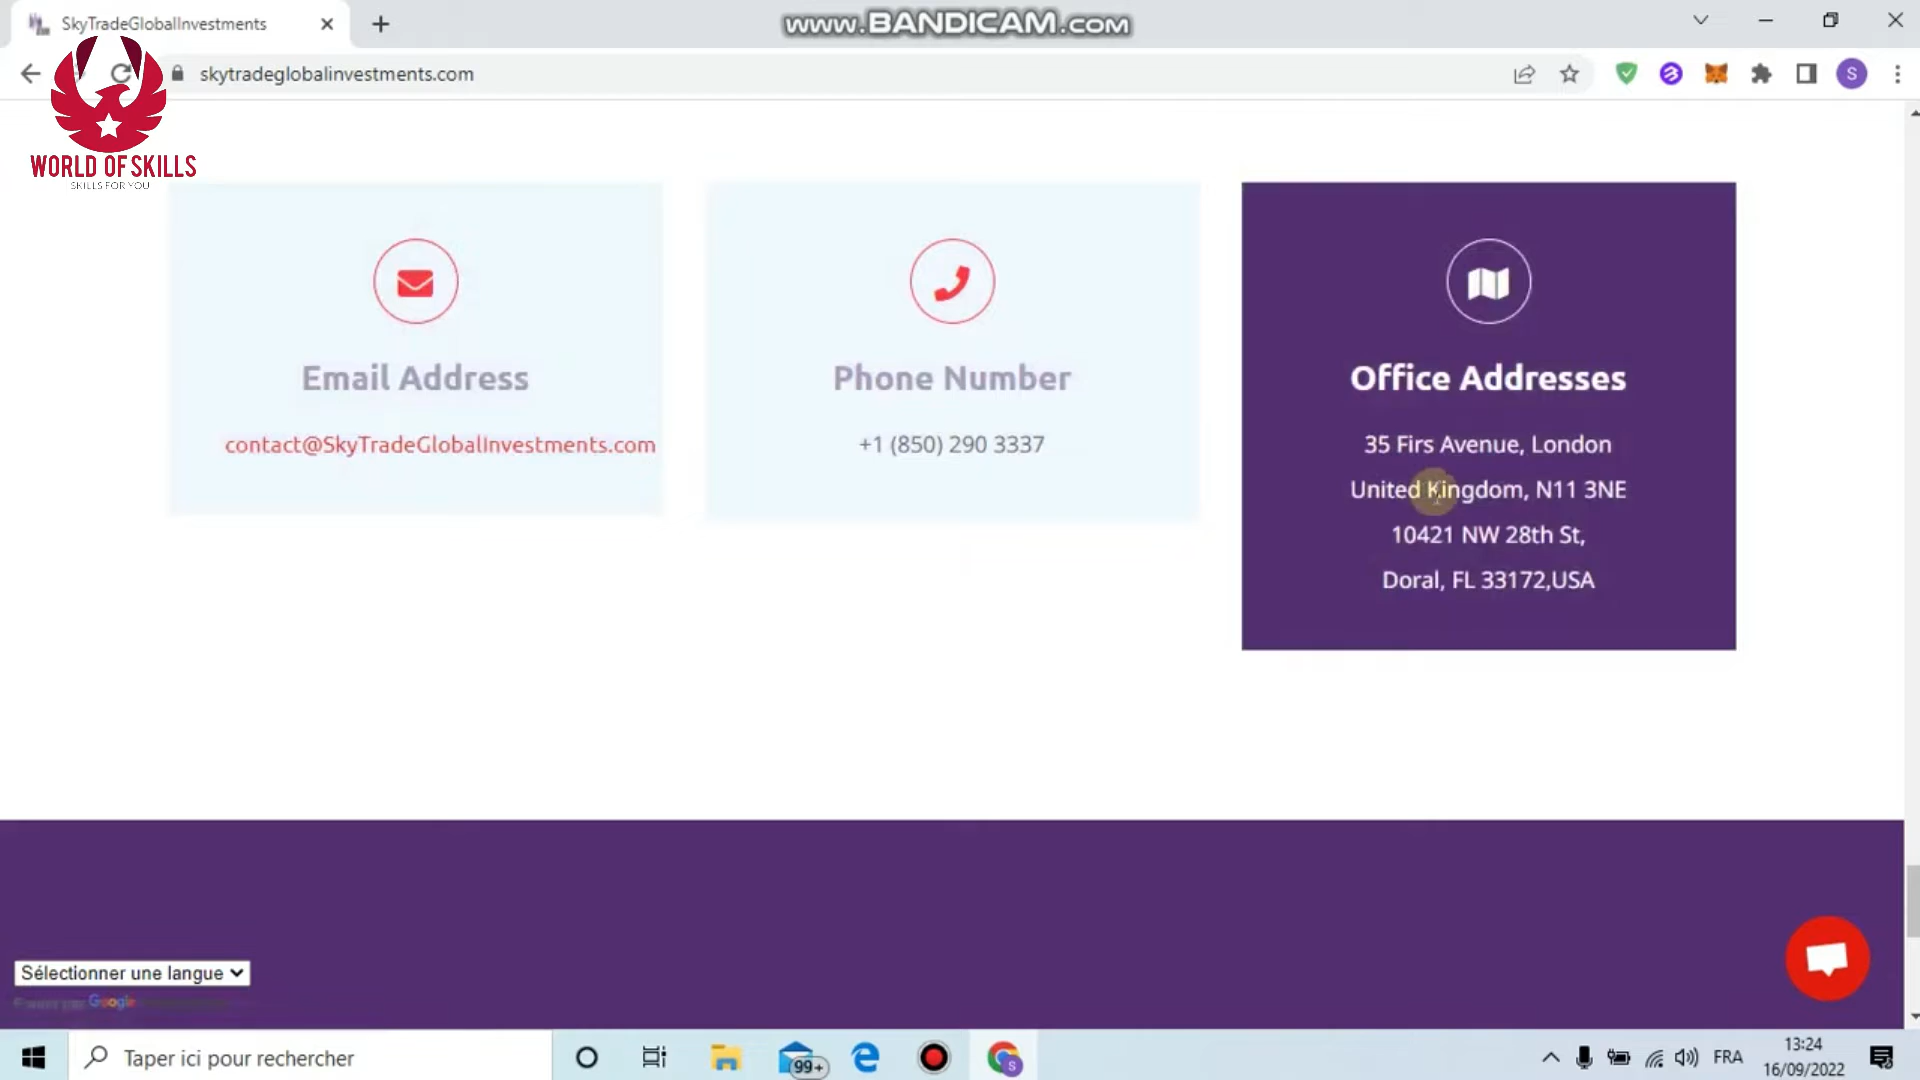 SkyTradeGlobalInvestments
www.BANDICAM.com
skytradeglobalinvestments.com
S
WORLD OF SKILLS
SKILLS FOR YOU
Email Address
contact@SkyTradeGlobalInvestments.com
Phone Number
+1 (850) 290 3337
Office Addresses
35 Firs Avenue, London
United Kingdom, N11 3NE
10421 NW 28th St,
Doral, FL 33172,USA
Sélectionner une langue
Google
Taper ici pour rechercher
99+
S
FRA
13:24
16/09/2022